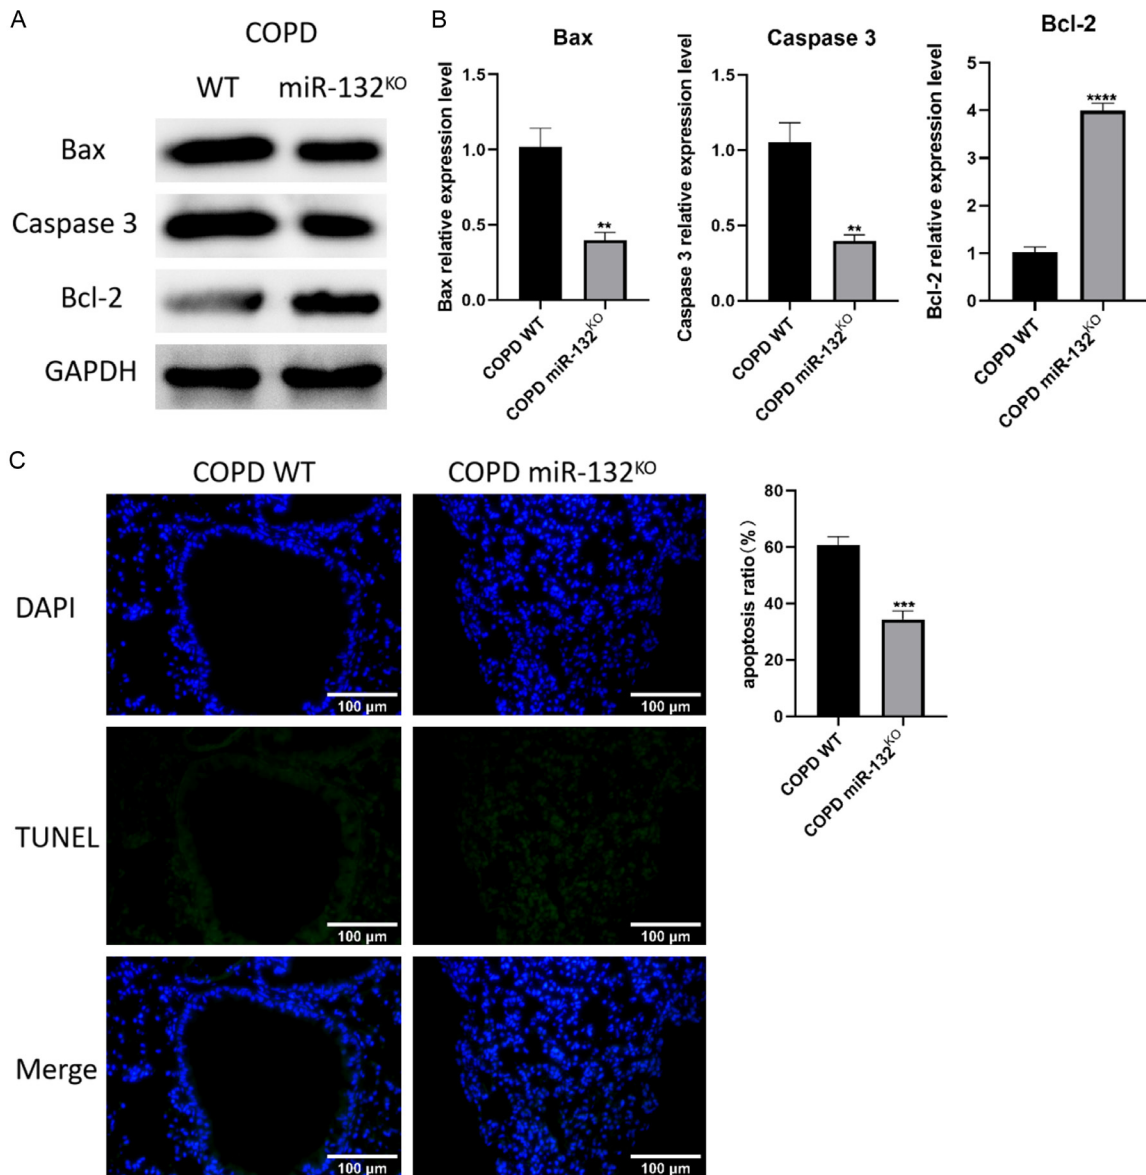 A
COPD
WT miR-132KO
Bax
Caspase 3
Bcl-2
GAPDH
B
Bax
Bax relative expression level
1.5
1.0
0.5
0.0
**
COPD WT
COPD miR-132KO
Caspase 3
Caspase 3 relative expression level
1.5
1.0
0.5
0.0
**
COPD WT
COPD miR-132KO
Bcl-2
Bcl-2 relative expression level
5
4
3
2
1
0
****
COPD WT
COPD miR-132KO
C
COPD WT
COPD miR-132KO
DAPI
100 μm
100 μm
TUNEL
100 μm
100 μm
Merge
100 μm
100 μm
apoptosis ratio(%)
80
60
40
20
0
***
COPD WT
COPD miR-132KO